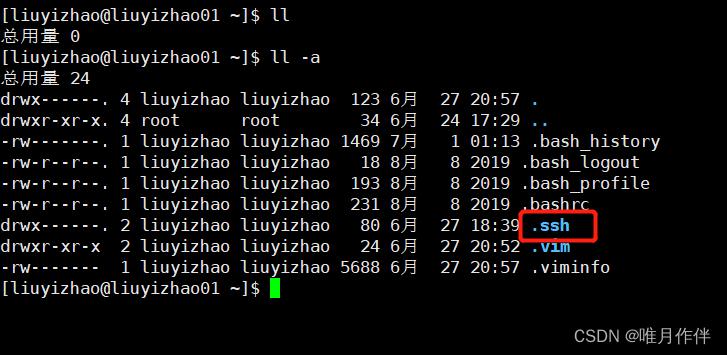 [liuyizhao@liuyizhao01 ~]$ ll
总用量 0
[liuyizhao@liuyizhao01 ~]$ ll -a
总用量 24
drwx------. 4 liuyizhao liuyizhao  123 6月  27 20:57 .
drwxr-xr-x. 4 root      root        34 6月  24 17:29 ..
-rw-------. 1 liuyizhao liuyizhao 1469 7月   1 01:13 .bash_history
-rw-r--r--. 1 liuyizhao liuyizhao   18 8月   8 2019 .bash_logout
-rw-r--r--. 1 liuyizhao liuyizhao  193 8月   8 2019 .bash_profile
-rw-r--r--. 1 liuyizhao liuyizhao  231 8月   8 2019 .bashrc
drwx------. 2 liuyizhao liuyizhao   80 6月  27 18:39 .ssh
drwxr-xr-x  2 liuyizhao liuyizhao   24 6月  27 20:52 .vim
-rw-------  1 liuyizhao liuyizhao 5688 6月  27 20:57 .viminfo
[liuyizhao@liuyizhao01 ~]$
CSDN @唯月作伴